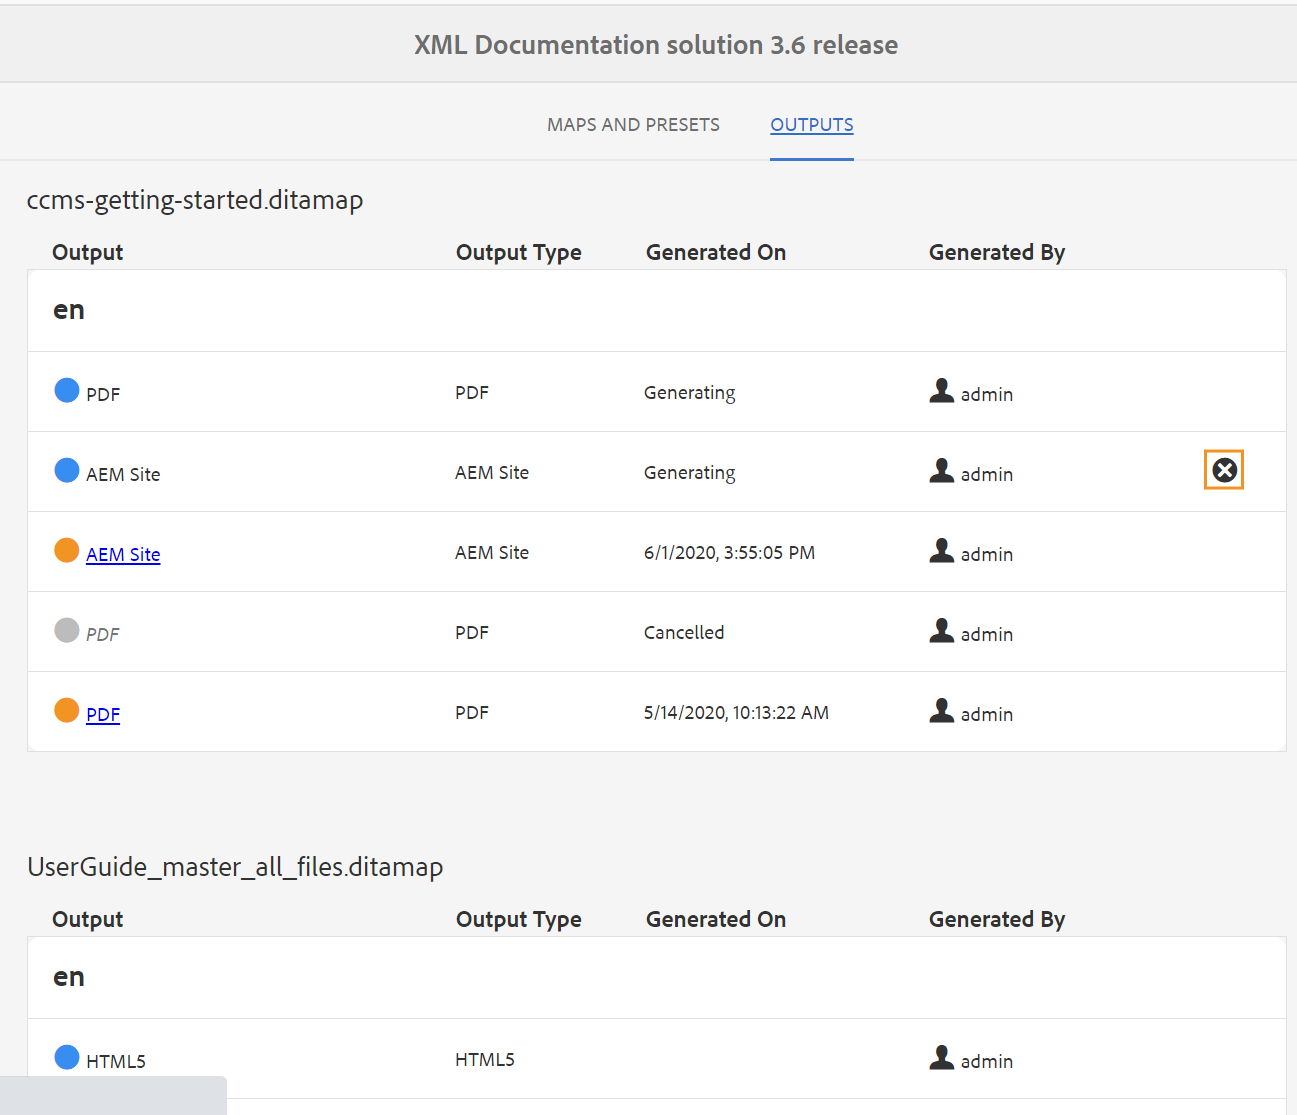 XML Documentation solution 3.6 release
MAPS AND PRESETS OUTPUTS
ccms-getting-started.ditamap
Output Output Type Generated On Generated By
en
PDF PDF Generating admin
AEM Site AEM Site Generating admin
AEM Site AEM Site 6/1/2020, 3:55:05 PM admin
PDF PDF Cancelled admin
PDF PDF 5/14/2020, 10:13:22 AM admin
UserGuide_master_all_files.ditamap
Output Output Type Generated On Generated By
en
HTML5 HTML5 admin